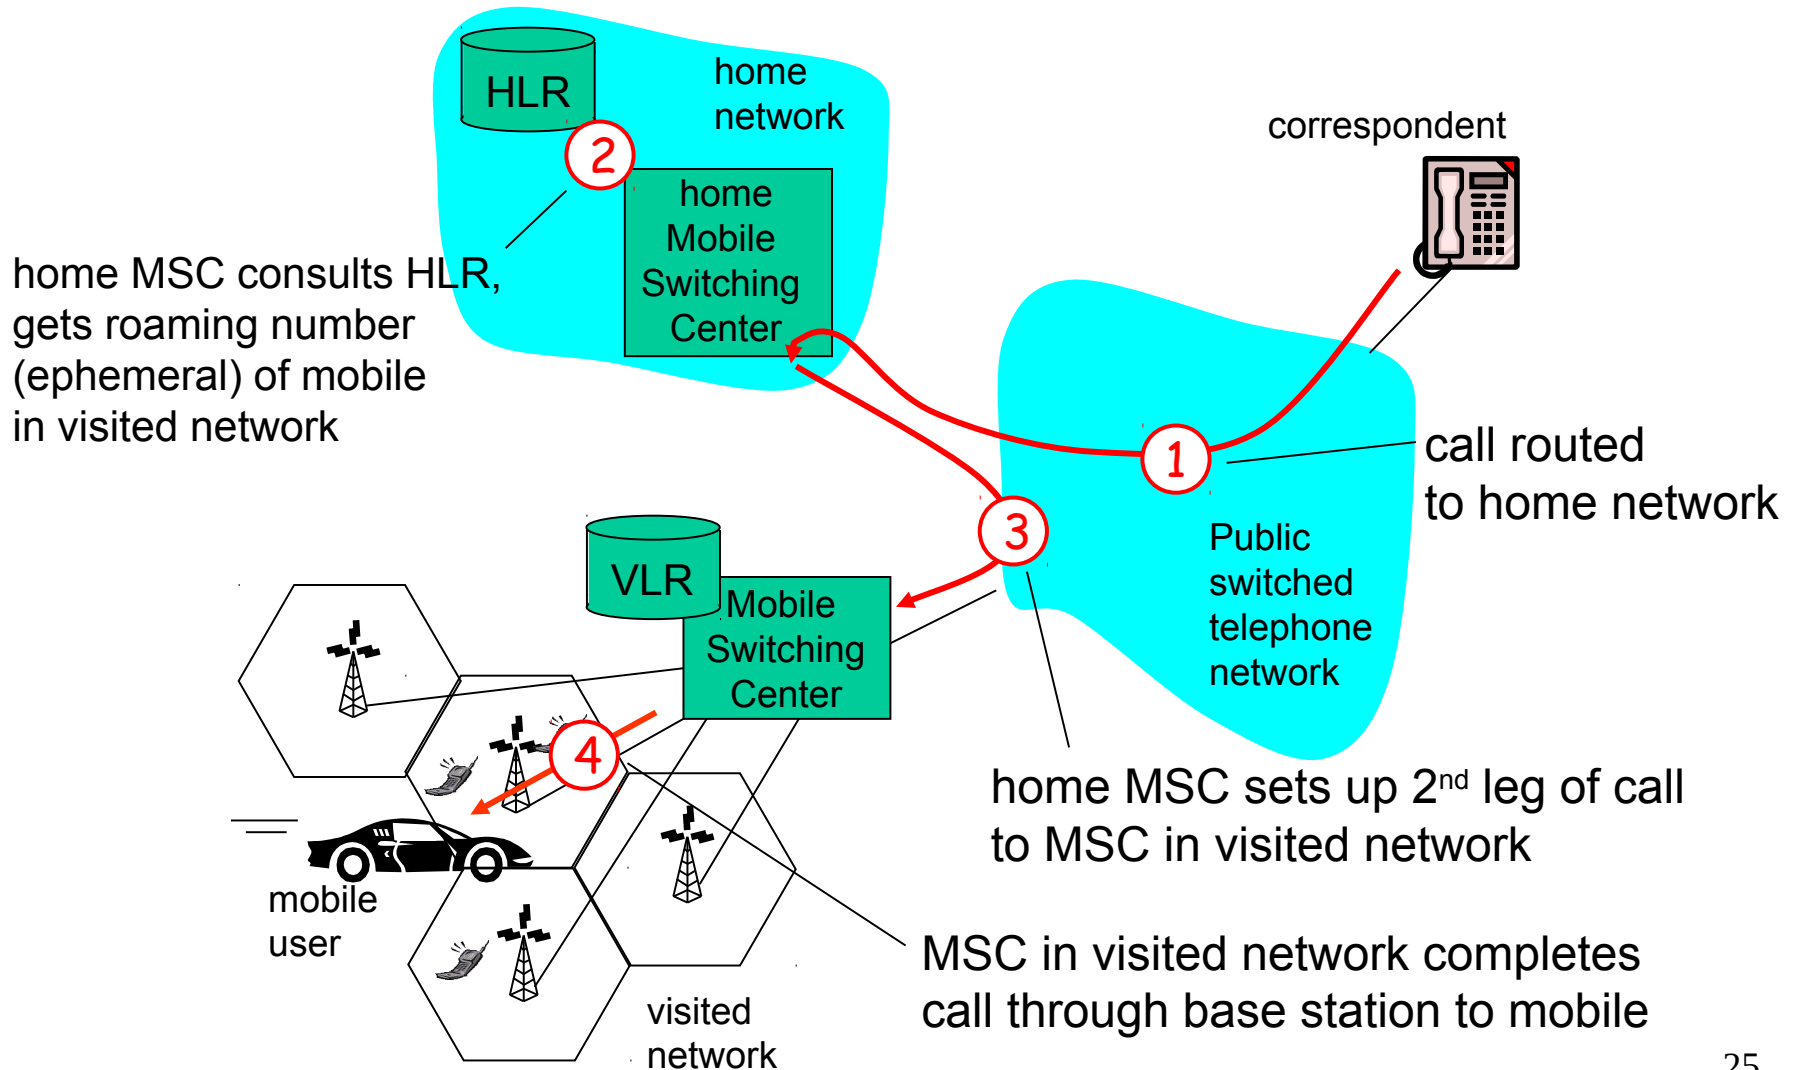 HLR
home
network
correspondent
2
home
Mobile
Switching
Center
home MSC consults HLR,
gets roaming number
(ephemeral) of mobile
in visited network
1
call routed
to home network
3
Public
switched
telephone
network
VLR
Mobile
Switching
Center
4
home MSC sets up 2nd leg of call
to MSC in visited network
mobile
user
MSC in visited network completes
call through base station to mobile
visited
network
25